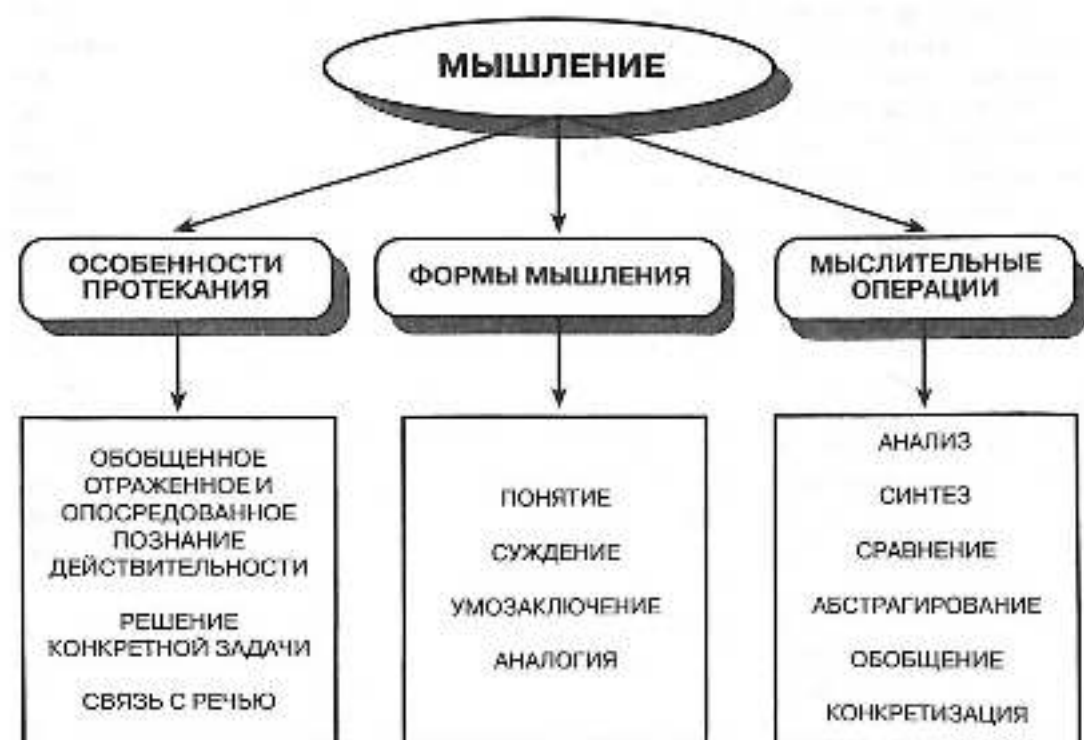 МЫШЛЕНИЕ
ОСОБЕННОСТИ
ПРОТЕКАНИЯ
ФОРМЫ МЫШЛЕНИЯ
МЫСЛИТЕЛЬНЫЕ
ОПЕРАЦИИ
ОБОБЩЕННОЕ
ОТРАЖЕННОЕ И
ОПОСРЕДОВАННОЕ
ПОЗНАНИЕ
ДЕЙСТВИТЕЛЬНОСТИ
РЕШЕНИЕ
КОНКРЕТНОЙ ЗАДАЧИ
СВЯЗЬ С РЕЧЬЮ
ПОНЯТИЕ
СУЖДЕНИЕ
УМОЗАКЛЮЧЕНИЕ
АНАЛОГИЯ
АНАЛИЗ
СИНТЕЗ
СРАВНЕНИЕ
АБСТРАГИРОВАНИЕ
ОБОБЩЕНИЕ
КОНКРЕТИЗАЦИЯ